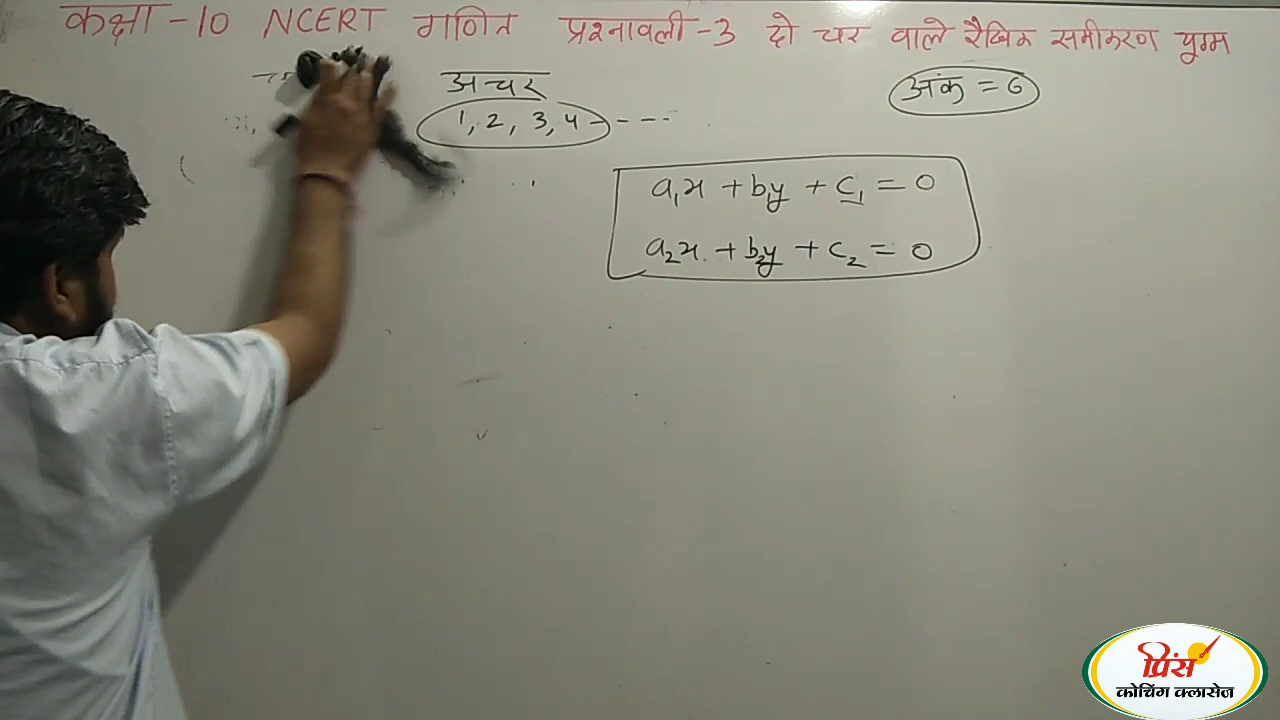 कक्षा -10 NCERT गणित प्रश्नावली -3 दो चर वाले रैखिक समीकरण युग्म
अचर
अंक = 6
1, 2, 3, 4 - - - -
a₁x + b₁y + c₁ = 0
a₂x + b₂y + c₂ = 0
प्रिंस
कोचिंग क्लासेज